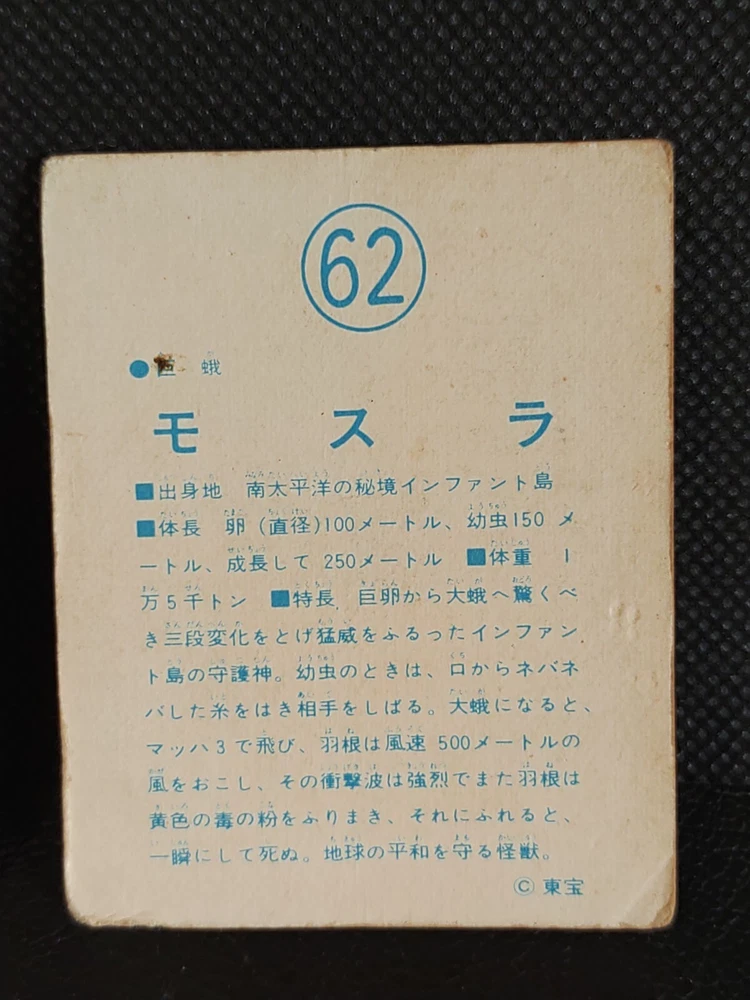 62
●巨蛾
モスラ
■出身地 南太平洋の秘境インファント島
■体長 卵(直径)100メートル、幼虫150メ
ートル、成長して250メートル ■体重 1
万5千トン ■特長 巨卵から大蛾へ驚くべ
き三段変化をとげ猛威をふるったインファン
ト島の守護神。幼虫のときは、口からネバネ
バした糸をはき相手をしばる。大蛾になると、
マッハ3で飛び、羽根は風速500メートルの
風をおこし、その衝撃波は強烈でまた羽根は
黄色の毒の粉をふりまき、それにふれると、
一瞬にして死ぬ。地球の平和を守る怪獣。
©東宝